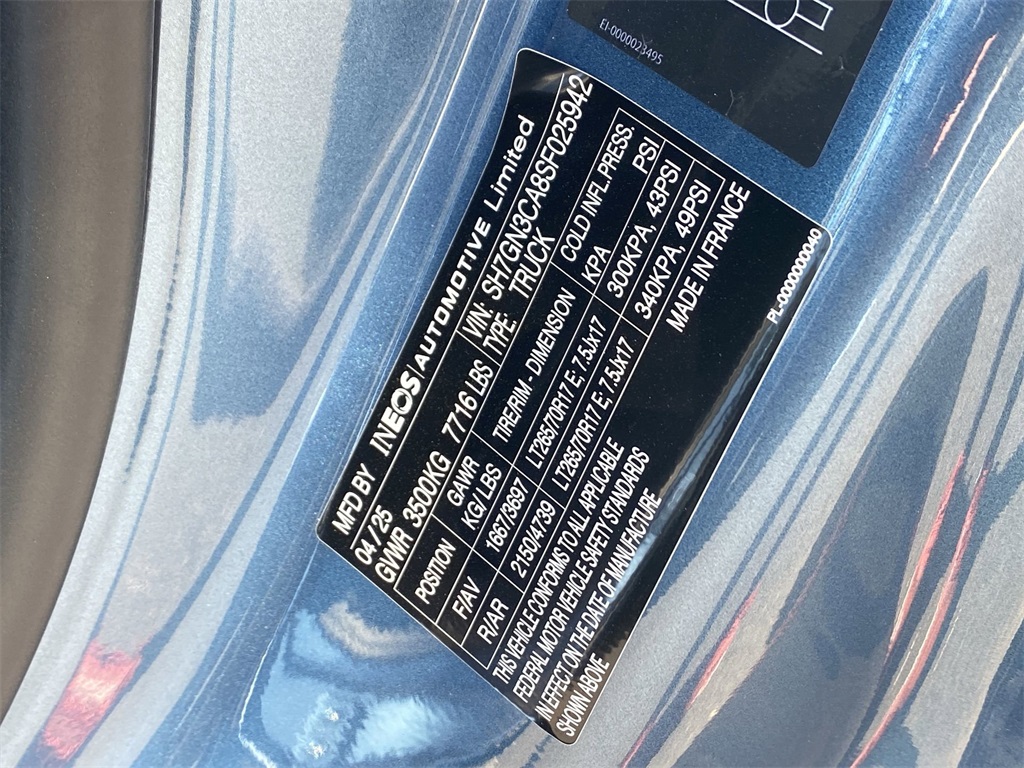 EI-0000023495
MFD BY INEOS AUTOMOTIVE Limited
04/25
GWR 3500KG 7716 LBS VIN: SH7GN3CA8SF025942
TYPE: TRUCK
POSITION GAWR KG/LBS TIRE/RIM - DIMENSION COLD INFL.PRESS. KPA PSI
F/AV 1667/3697 LT265/70R17 E, 7.5Jx17 300KPA, 43PSI
R/AR 2150/4739 LT265/70R17 E, 7.5Jx17 340KPA, 49PSI
THIS VEHICLE CONFORMS TO ALL APPLICABLE
FEDERAL MOTOR VEHICLE SAFETY STANDARDS
IN EFFECT ON THE DATE OF MANUFACTURE
SHOWN ABOVE
MADE IN FRANCE
PL-0000000040